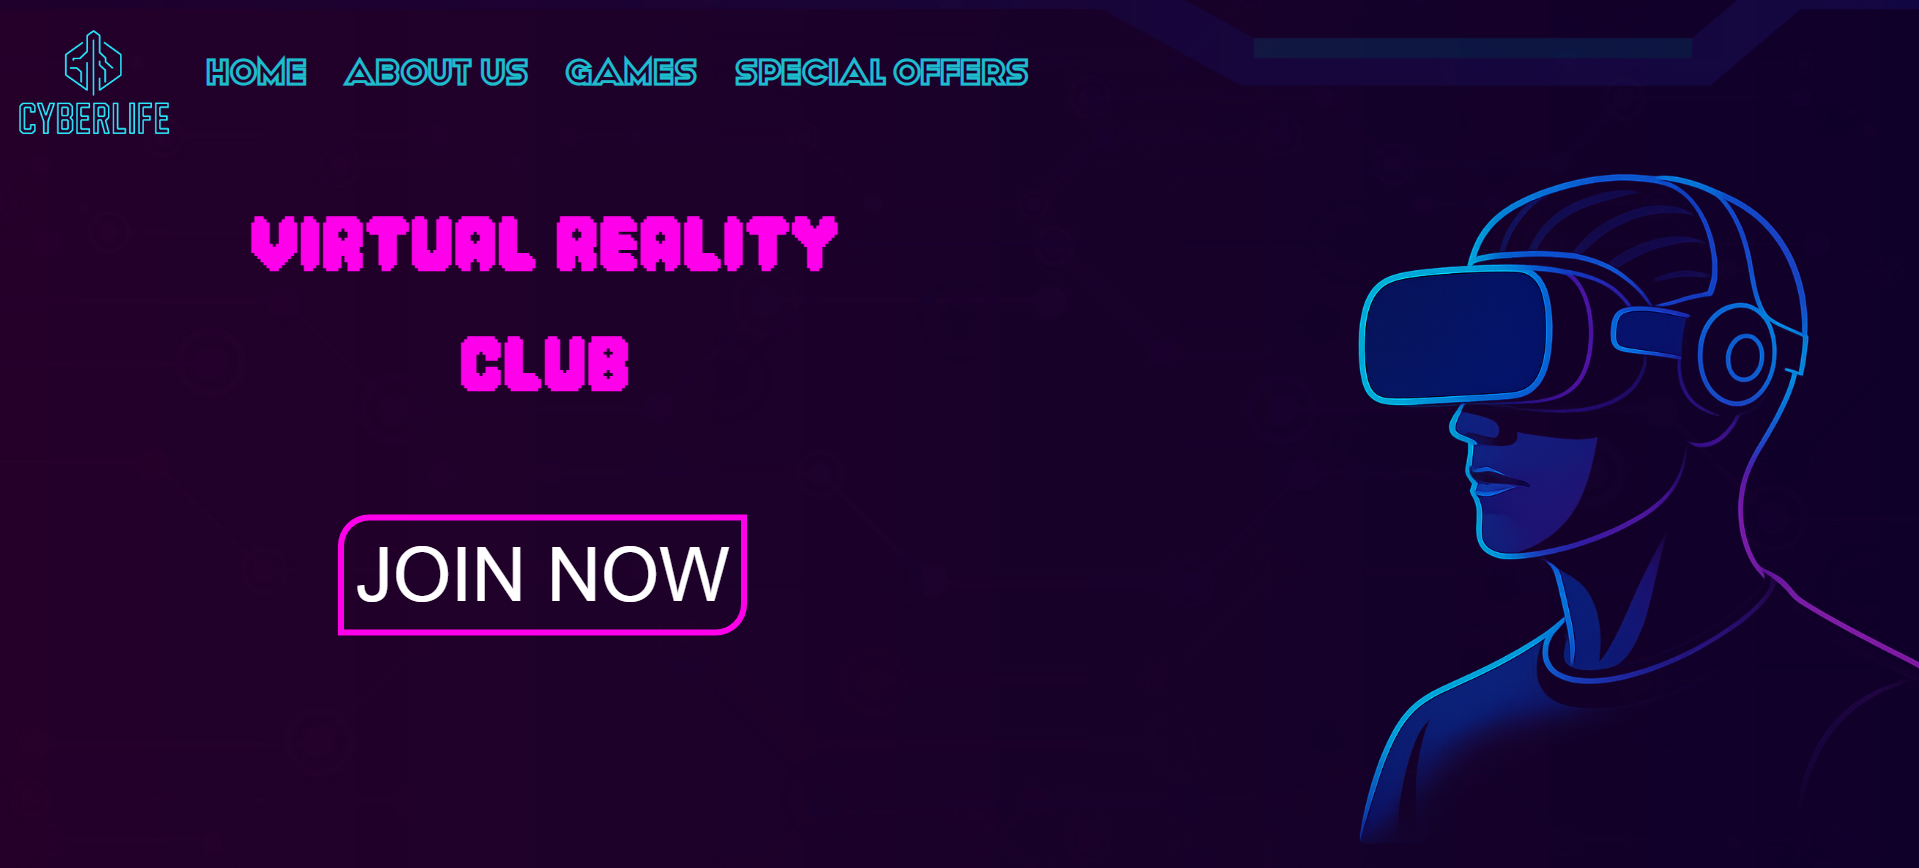 CYBERLIFE
HOME ABOUT US GAMES SPECIAL OFFERS
VIRTUAL REALITY
CLUB
JOIN NOW